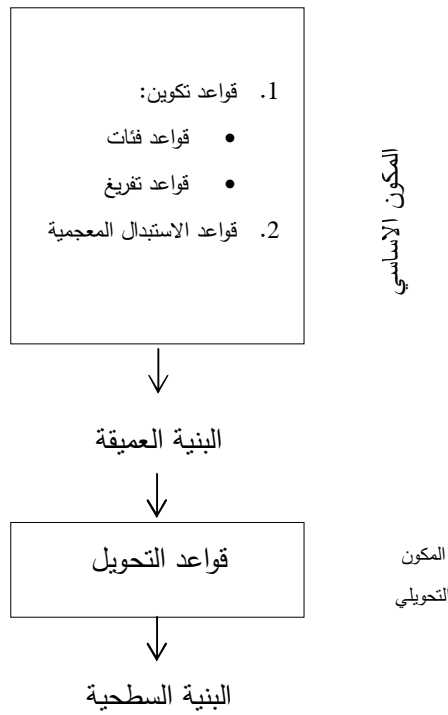 1. قواعد تكوين:
• قواعد فئات
• قواعد تفريغ
2. قواعد الاستبدال المعجمية
المكون الاساسي
البنية العميقة
قواعد التحويل
المكون
التحويلي
البنية السطحية